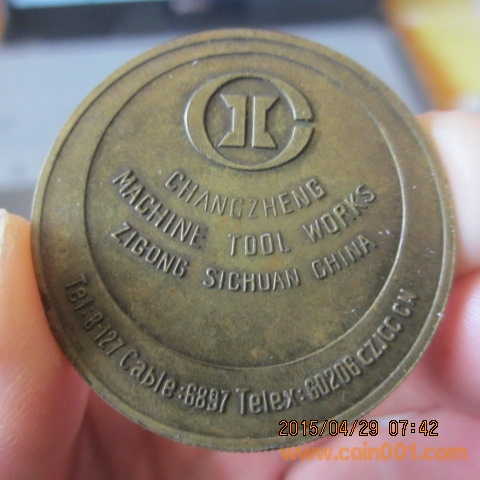 CHANGZHENG
MACHINE TOOL WORKS
ZIGONG SICHUAN CHINA
Tel:8-127 Cable:6897 Telex:60206 CZJCC CN
2015/04/29 07:42
www.coin001.com